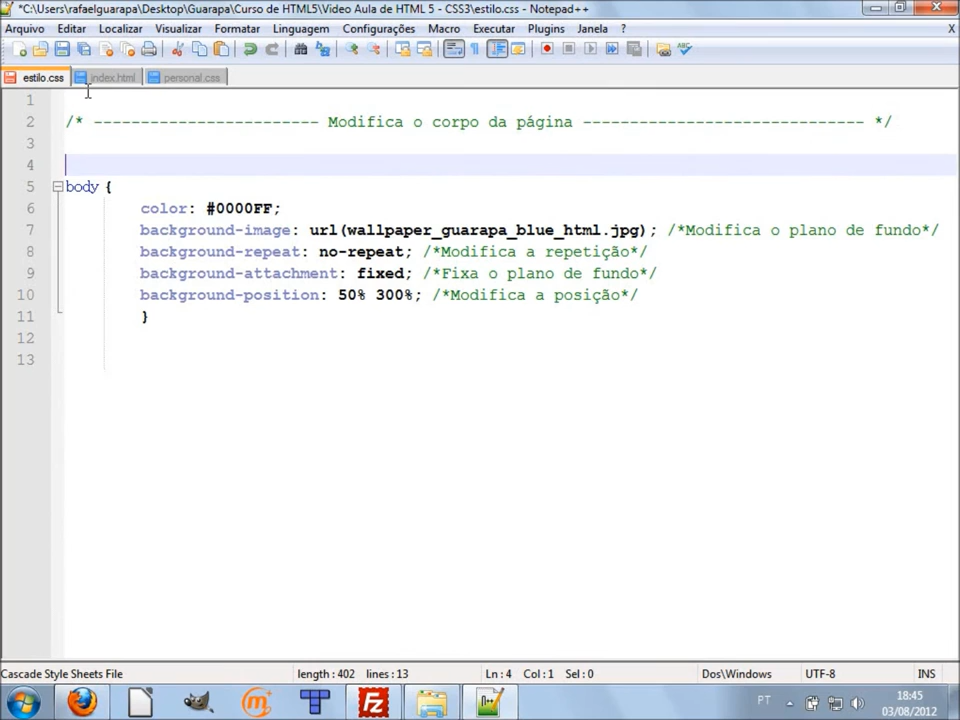 *C:\Users\rafaelguarapa\Desktop\Guarapa\Curso de HTML5\Video Aula de HTML 5 - CSS3\estilo.css - Notepad++
Arquivo Editar Localizar Visualizar Formatar Linguagem Configurações Macro Executar Plugins Janela ? X
estilo.css index.html personal.css
1
2 /* ------------------------ Modifica o corpo da página ------------------------------ */
3
4
5 body {
6 color: #0000FF;
7 background-image: url(wallpaper_guarapa_blue_html.jpg); /*Modifica o plano de fundo*/
8 background-repeat: no-repeat; /*Modifica a repetição*/
9 background-attachment: fixed; /*Fixa o plano de fundo*/
10 background-position: 50% 300%; /*Modifica a posição*/
11 }
12
13
Cascade Style Sheets File length : 402 lines : 13 Ln : 4 Col : 1 Sel : 0 Dos\Windows UTF-8 INS
PT 18:45
03/08/2012